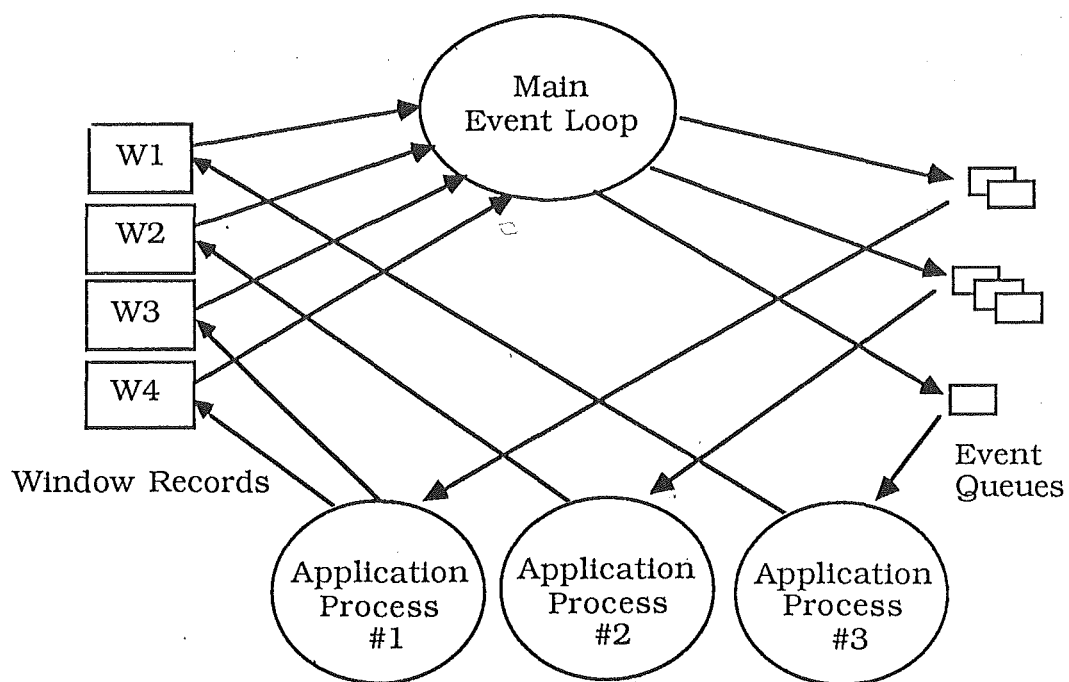 Main
Event Loop
W1
W2
W3
W4
Window Records
Event
Queues
Application
Process
#1
Application
Process
#2
Application
Process
#3